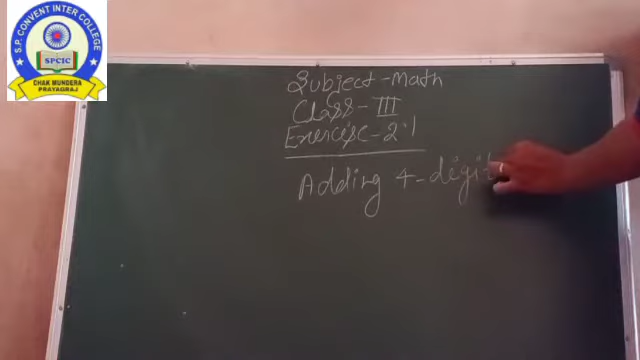 S.P. CONVENT INTER COLLEGE
SPCIC
CHAK MUNDERA
PRAYAGRAJ
Subject - Math
Class - III
Exercise - 2.1
Adding 4-digit